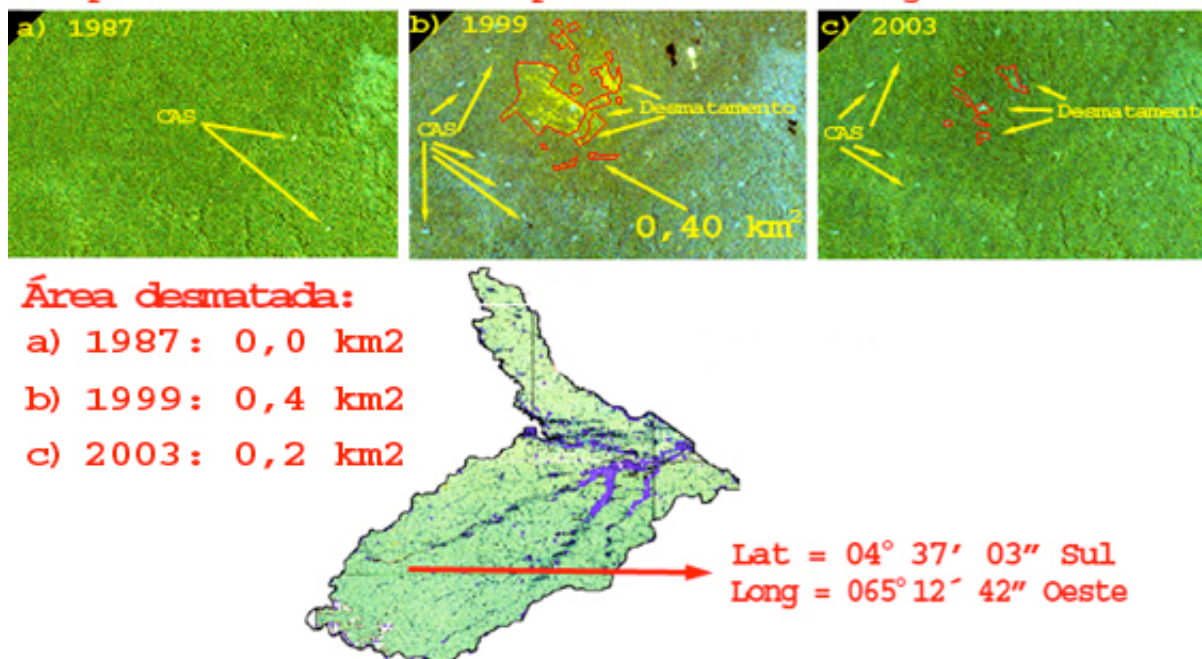 a) 1987
CAS
b) 1999
CAS
Desmatamento
0,40 km²
c) 2003
CAS
Desmatamento
Área desmatada:
a) 1987: 0,0 km2
b) 1999: 0,4 km2
c) 2003: 0,2 km2
Lat = 04° 37’ 03” Sul
Long = 065°12´ 42” Oeste